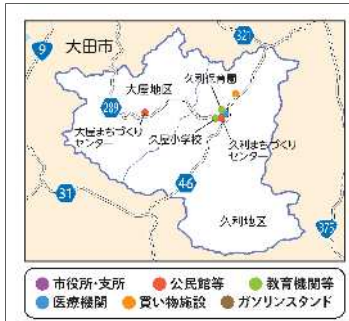 9
大田市
321
大屋地区
久利保育園
289
大屋まちづくり
センター
久屋小学校
久利まちづくり
センター
46
31
久利地区
375
市役所・支所
公民館等
教育機関等
医療機関
買い物施設
ガソリンスタンド